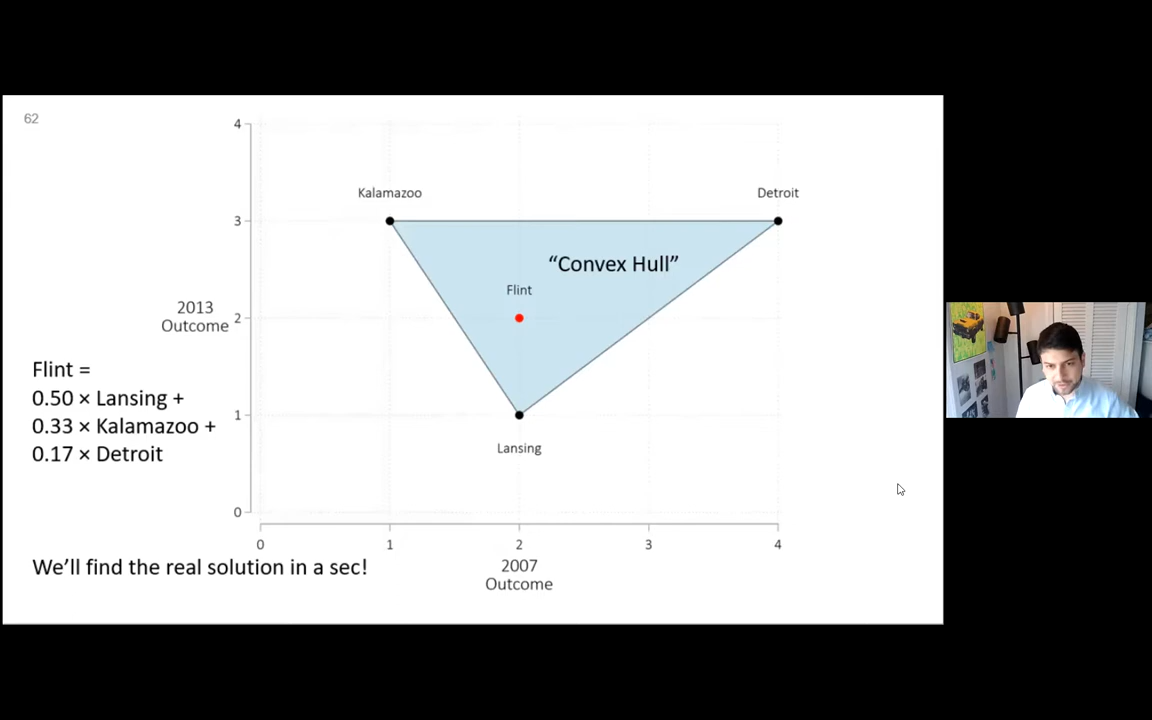 62
4
Kalamazoo
Detroit
3
“Convex Hull”
Flint
2013
Outcome
2
Flint =
0.50 × Lansing +
0.33 × Kalamazoo +
0.17 × Detroit
1
Lansing
0
0 1 2 3 4
2007
Outcome
We’ll find the real solution in a sec!